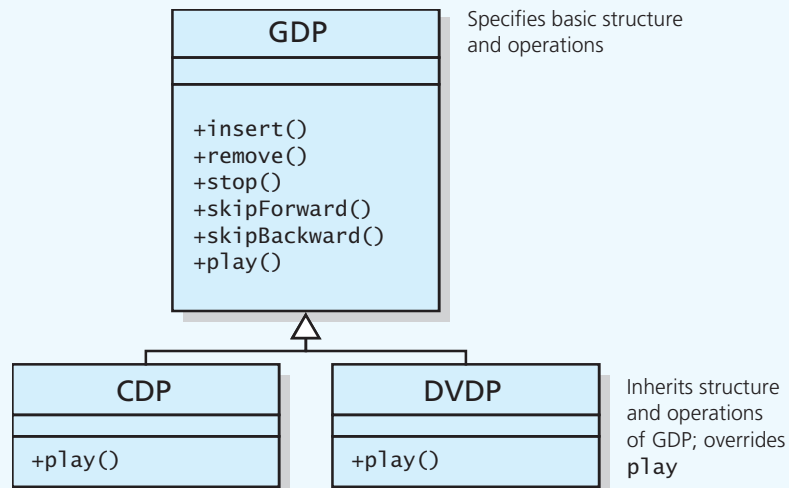 GDP
Specifies basic structure
and operations
+insert()
+remove()
+stop()
+skipForward()
+skipBackward()
+play()
CDP
+play()
DVDP
+play()
Inherits structure
and operations
of GDP; overrides
play